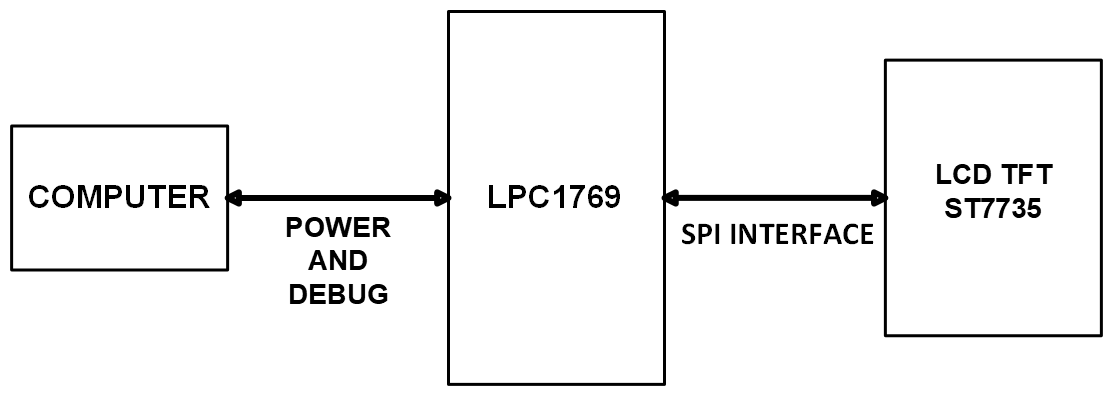 COMPUTER
POWER
AND
DEBUG
LPC1769
SPI INTERFACE
LCD TFT
ST7735